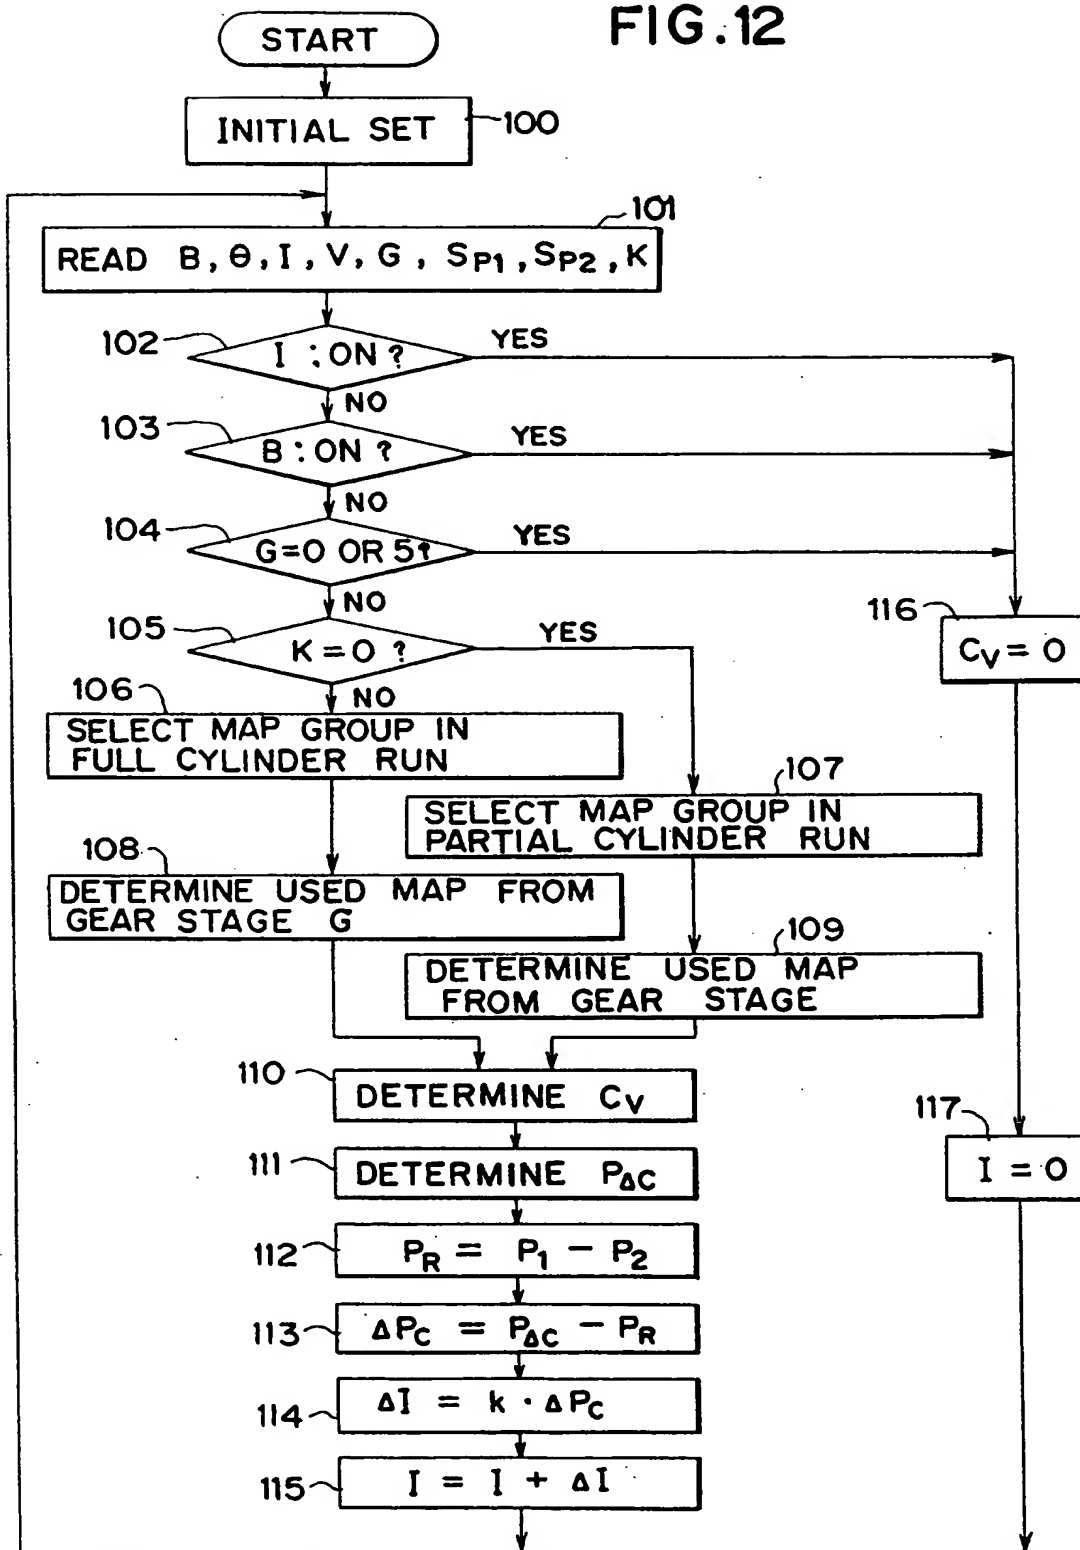 FIG.12
START
INITIAL SET
100
101
READ B, θ, I, V, G, SP1, SP2, K
102
I : ON ?
YES
NO
103
B : ON ?
YES
NO
104
G=0 OR 5?
YES
NO
105
K = 0 ?
YES
NO
116
CV = 0
106
SELECT MAP GROUP IN
FULL CYLINDER RUN
107
SELECT MAP GROUP IN
PARTIAL CYLINDER RUN
108
DETERMINE USED MAP FROM
GEAR STAGE G
109
DETERMINE USED MAP
FROM GEAR STAGE
110
DETERMINE CV
117
I = 0
111
DETERMINE PΔC
112
PR = P1 − P2
113
ΔPC = PΔC − PR
114
ΔI = k · ΔPC
115
I = I + ΔI